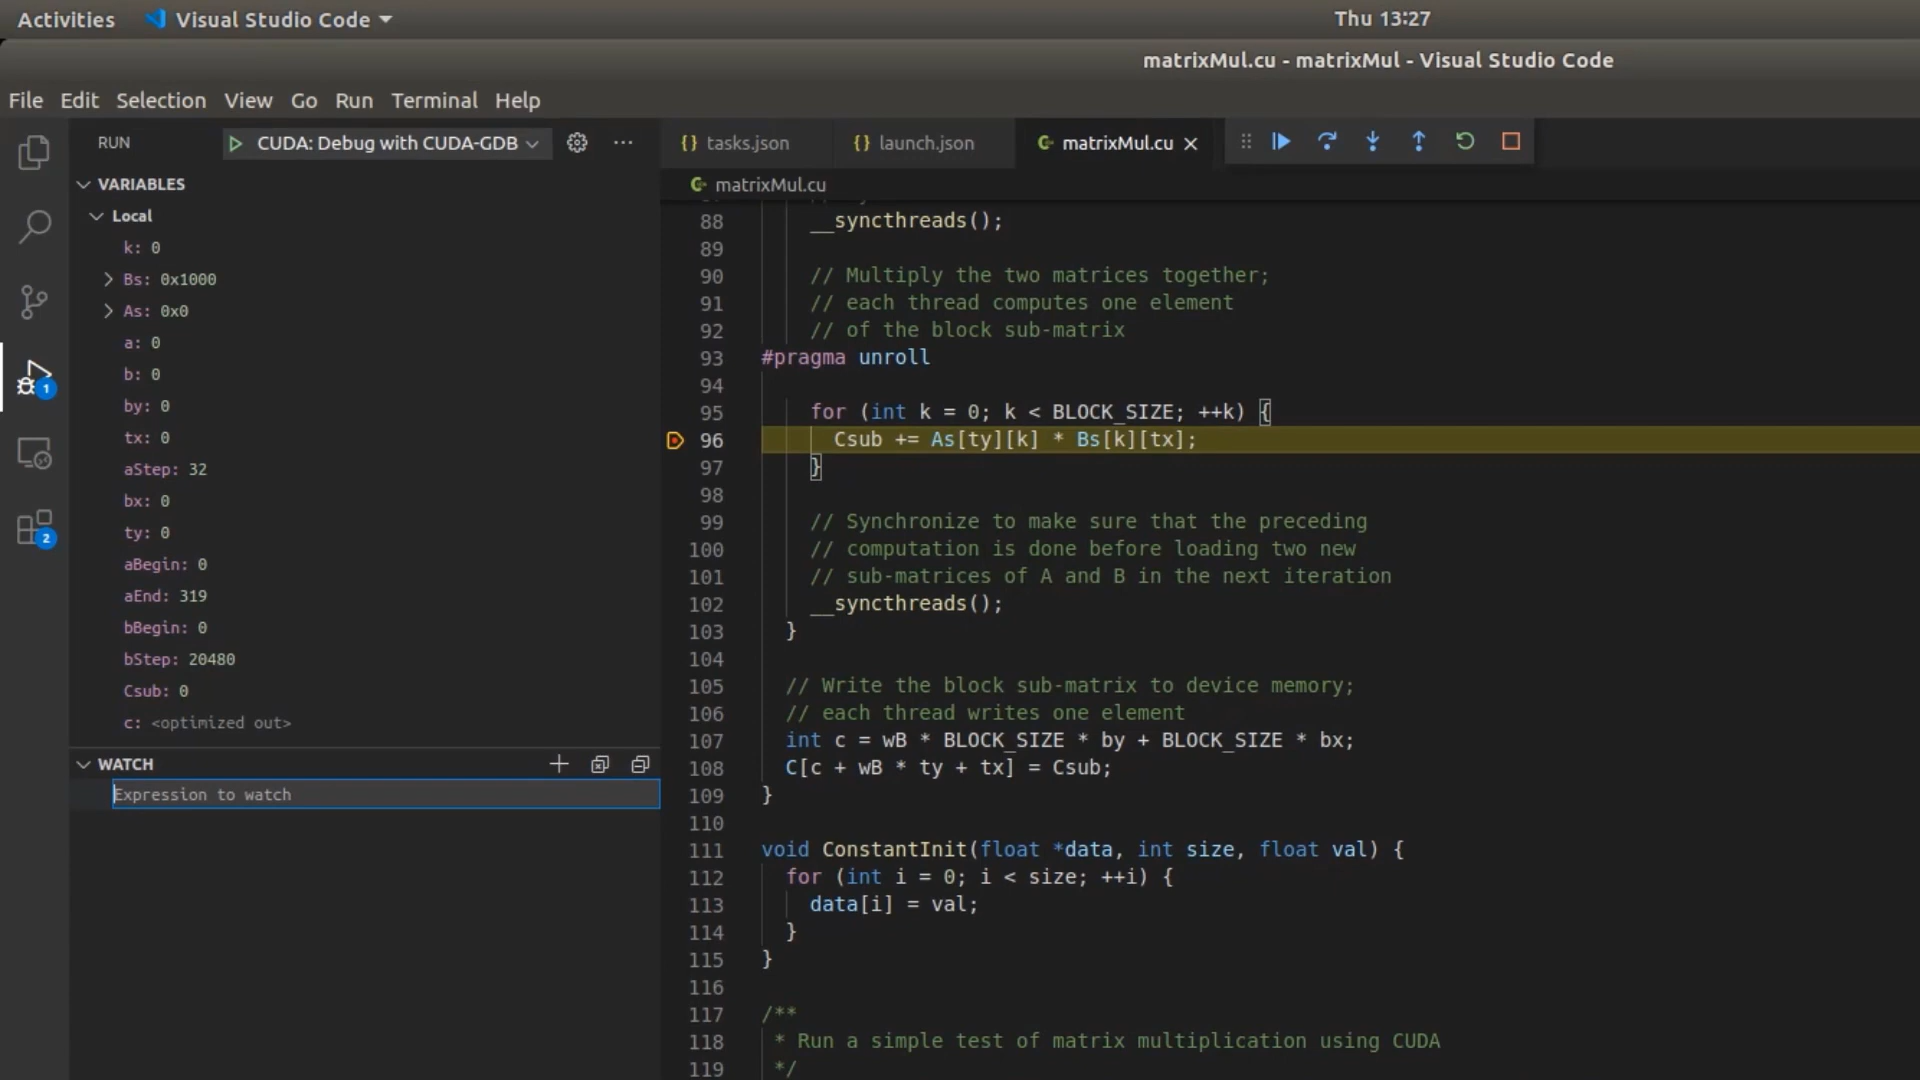 Activities Visual Studio Code Thu 13:27
matrixMul.cu - matrixMul - Visual Studio Code
File Edit Selection View Go Run Terminal Help
RUN CUDA: Debug with CUDA-GDB ··· {} tasks.json {} launch.json matrixMul.cu
VARIABLES
Local
k: 0
Bs: 0x1000
As: 0x0
a: 0
b: 0
by: 0
tx: 0
aStep: 32
bx: 0
ty: 0
aBegin: 0
aEnd: 319
bBegin: 0
bStep: 20480
Csub: 0
c: <optimized out>
WATCH
Expression to watch
1
2
matrixMul.cu
88 __syncthreads();
89
90 // Multiply the two matrices together;
91 // each thread computes one element
92 // of the block sub-matrix
93 #pragma unroll
94
95 for (int k = 0; k < BLOCK_SIZE; ++k) {
96 Csub += As[ty][k] * Bs[k][tx];
97 }
98
99 // Synchronize to make sure that the preceding
100 // computation is done before loading two new
101 // sub-matrices of A and B in the next iteration
102 __syncthreads();
103 }
104
105 // Write the block sub-matrix to device memory;
106 // each thread writes one element
107 int c = wB * BLOCK_SIZE * by + BLOCK_SIZE * bx;
108 C[c + wB * ty + tx] = Csub;
109 }
110
111 void ConstantInit(float *data, int size, float val) {
112 for (int i = 0; i < size; ++i) {
113 data[i] = val;
114 }
115 }
116
117 /**
118 * Run a simple test of matrix multiplication using CUDA
119 */